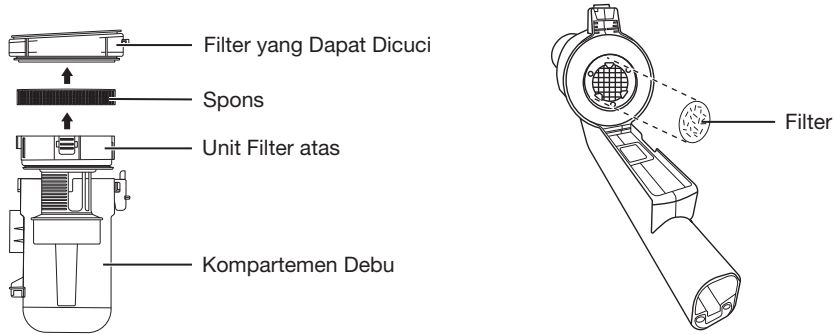 Filter yang Dapat Dicuci
Spons
Unit Filter atas
Kompartemen Debu
Filter